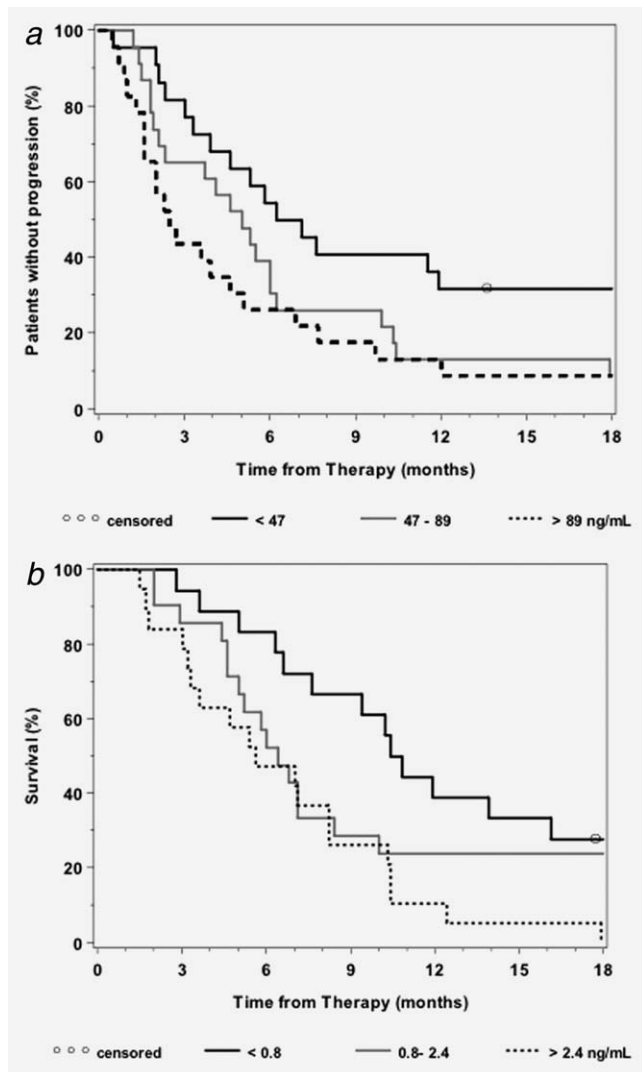 a
100
80
60
40
20
0
Patients without progression (%)
0 3 6 9 12 15 18
Time from Therapy (months)
censored < 47 47 - 89 > 89 ng/mL
b
100
80
60
40
20
0
Survival (%)
0 3 6 9 12 15 18
Time from Therapy (months)
censored < 0.8 0.8- 2.4 > 2.4 ng/mL